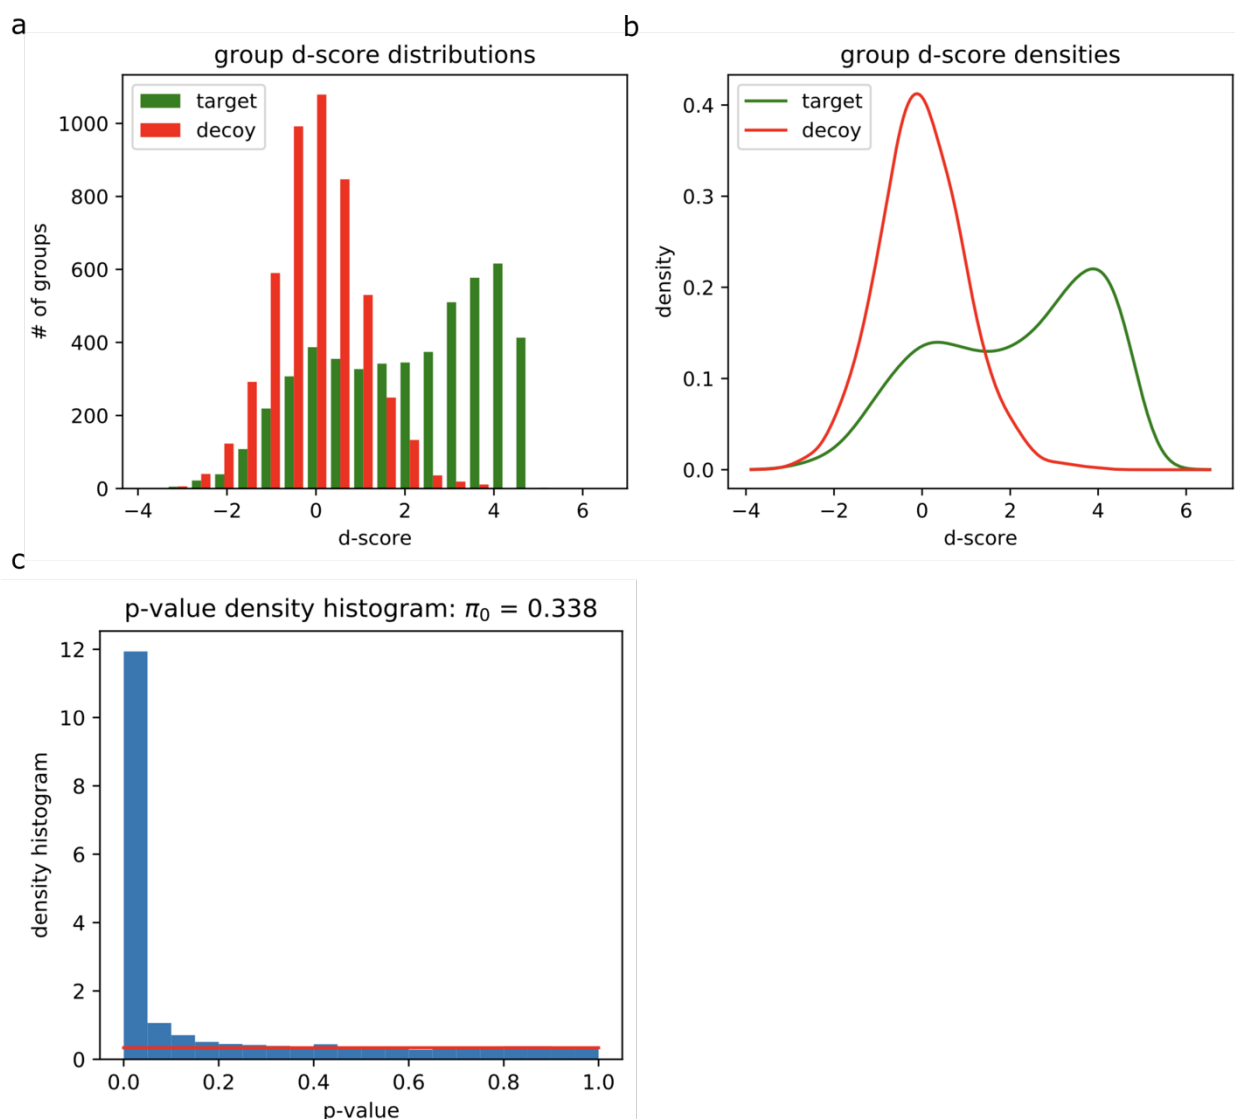 a
group d-score distributions
target
decoy
1000
800
600
400
200
0
# of groups
−4
−2
0
2
4
6
d-score
b
group d-score densities
target
decoy
0.4
0.3
0.2
0.1
0.0
density
−4
−2
0
2
4
6
d-score
c
p-value density histogram: π₀ = 0.338
12
10
8
6
4
2
0
density histogram
0.0
0.2
0.4
0.6
0.8
1.0
p-value